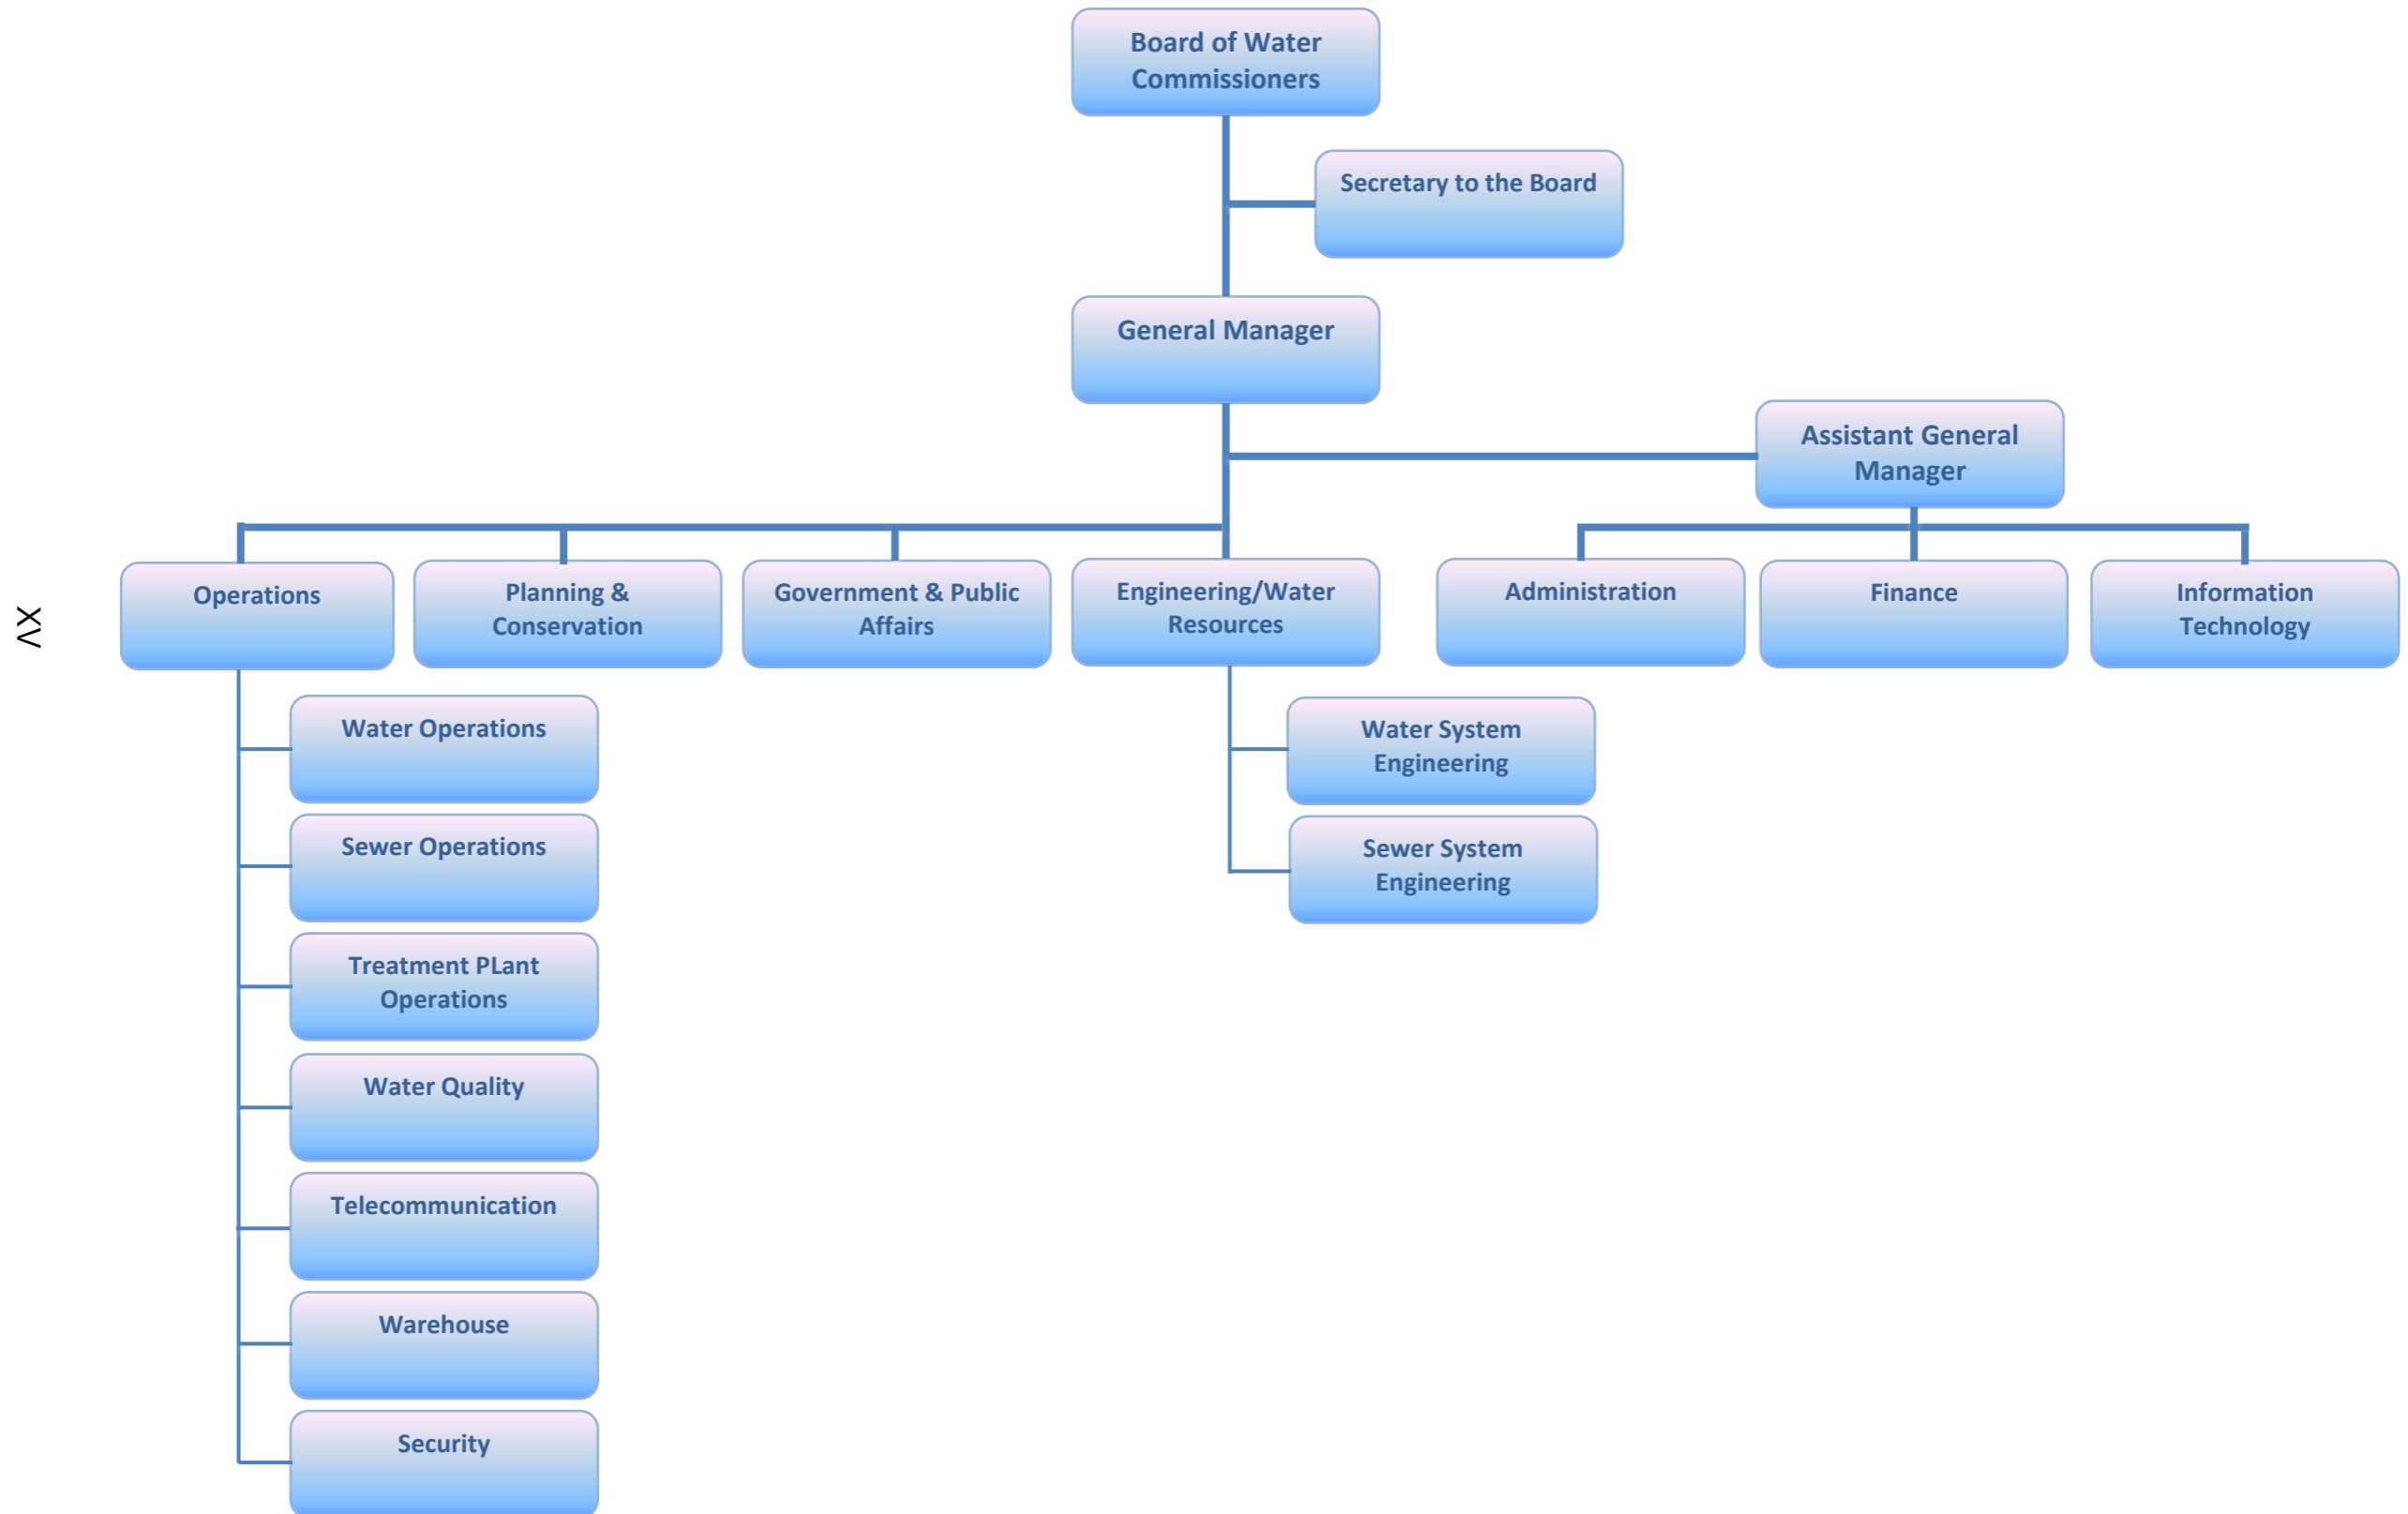 Board of Water
Commissioners
Secretary to the Board
General Manager
Assistant General
Manager
Operations
Planning &
Conservation
Government & Public
Affairs
Engineering/Water
Resources
Administration
Finance
Information
Technology
XV
Water Operations
Water System
Engineering
Sewer Operations
Sewer System
Engineering
Treatment PLant
Operations
Water Quality
Telecommunication
Warehouse
Security